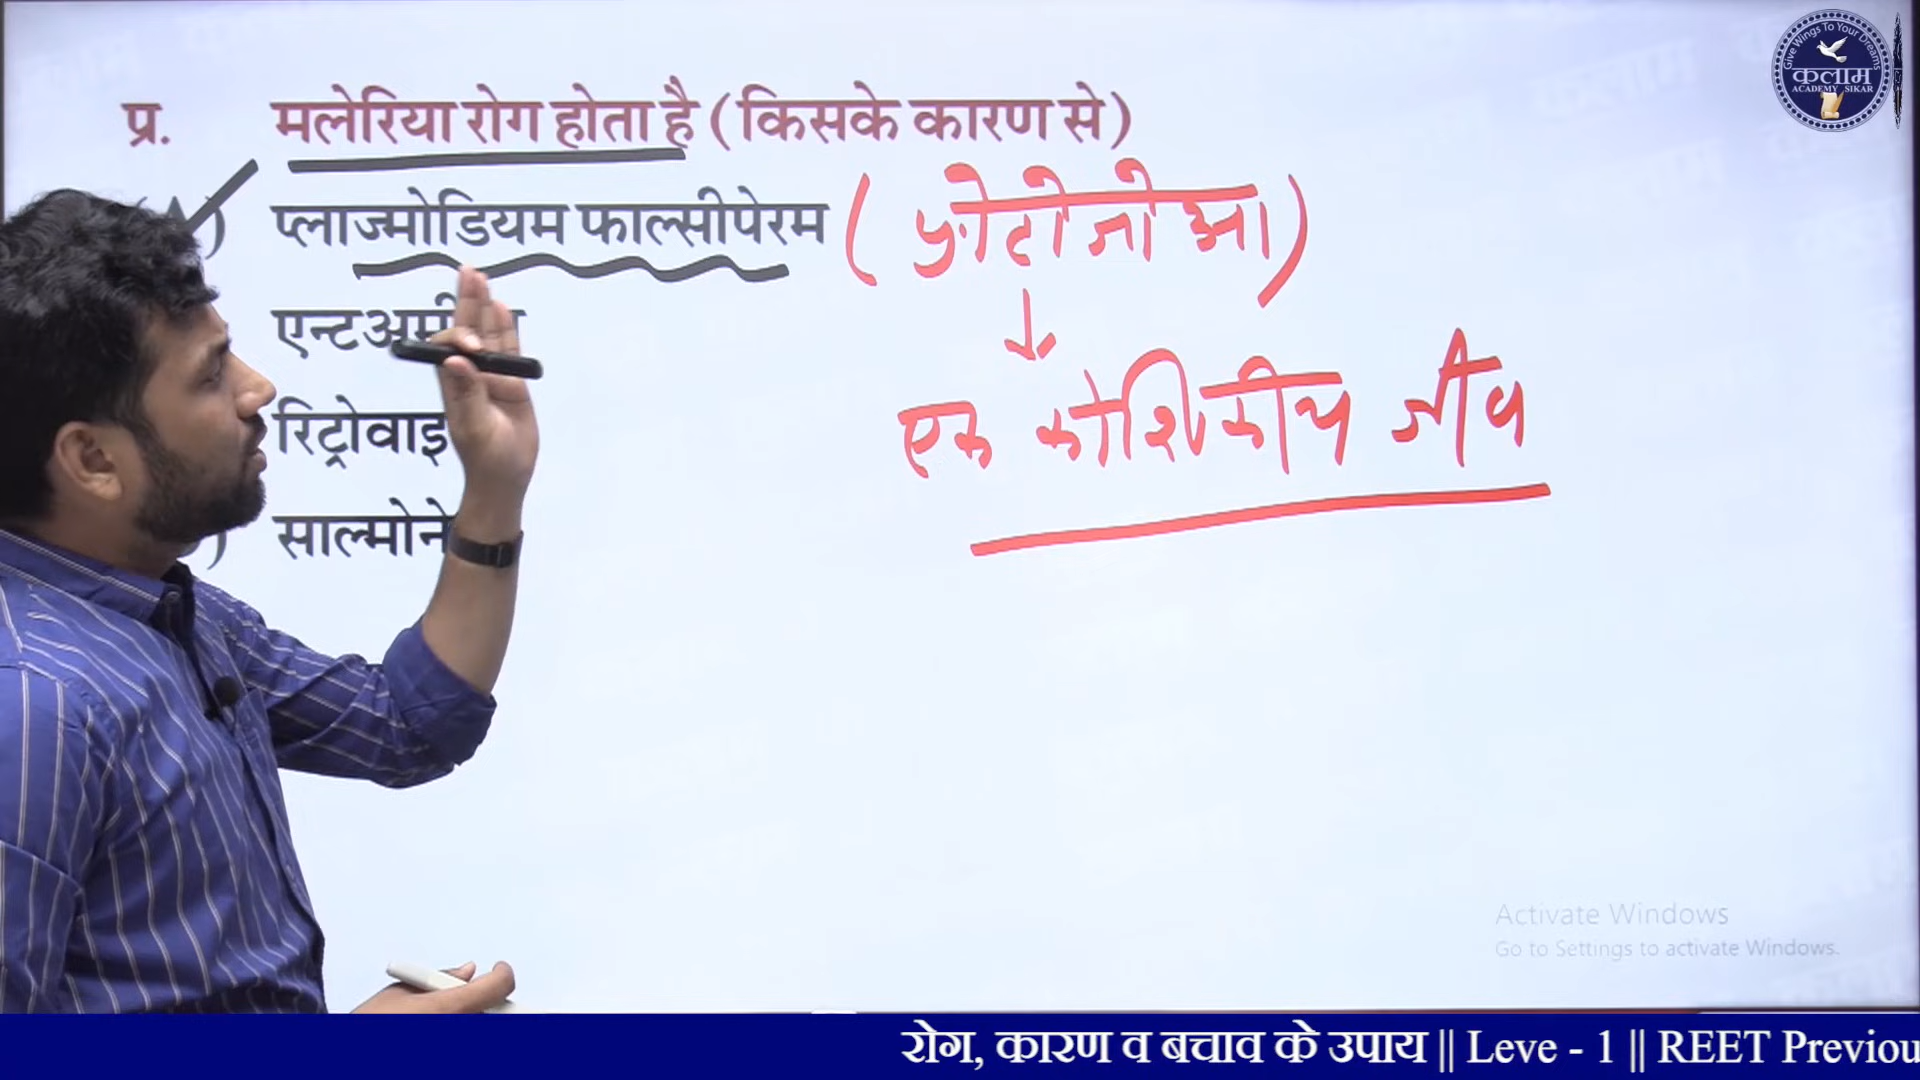 प्र. मलेरिया रोग होता है (किसके कारण से)
प्लाज्मोडियम फाल्सीपेरम (प्रोटोजोआ)
एन्टअमी
रिट्रोवाइ
एक कोशिकीय जीव
साल्मोने
Give Wings To Your Dreams
कलाम
ACADEMY SIKAR
Activate Windows
Go to Settings to activate Windows.
रोग, कारण व बचाव के उपाय || Leve - 1 || REET Previou